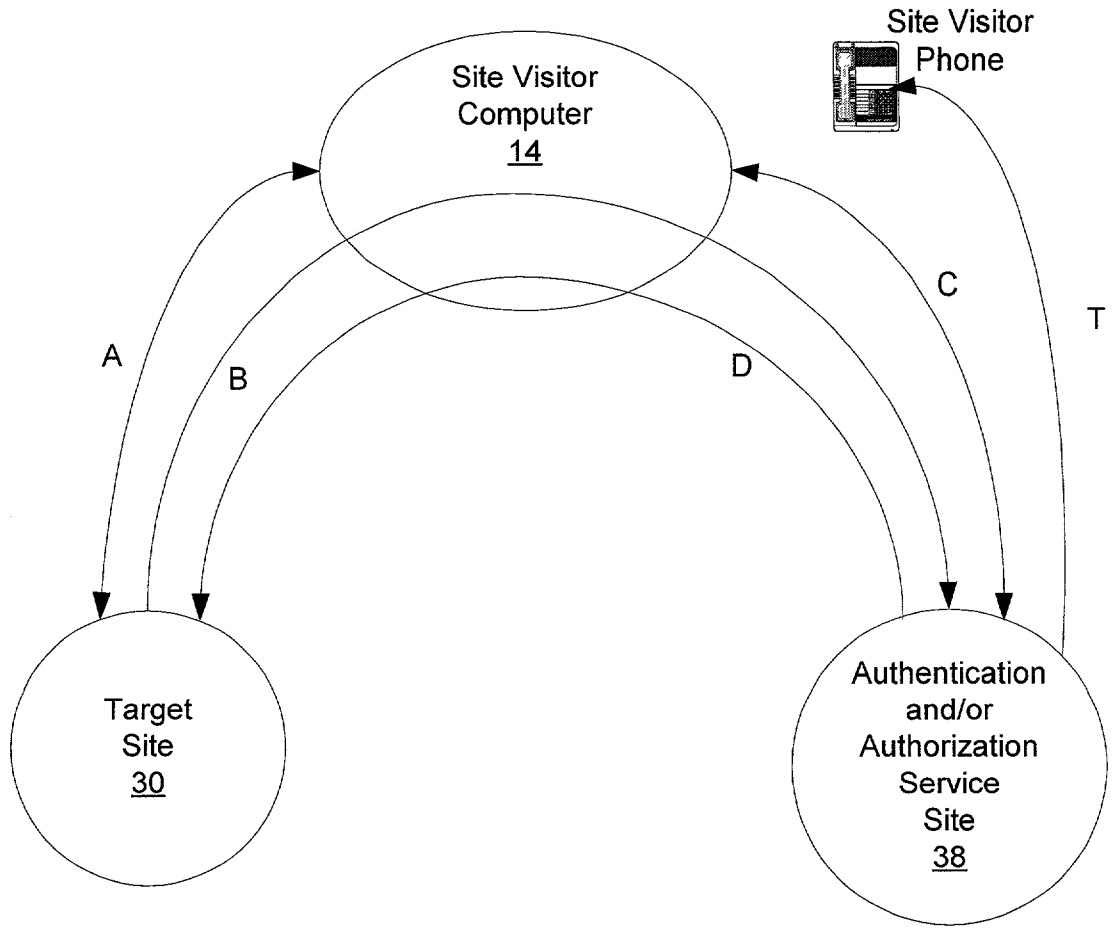 Site Visitor
Phone
Site Visitor
Computer
14
A
B
D
C
T
Target
Site
30
Authentication
and/or
Authorization
Service
Site
38